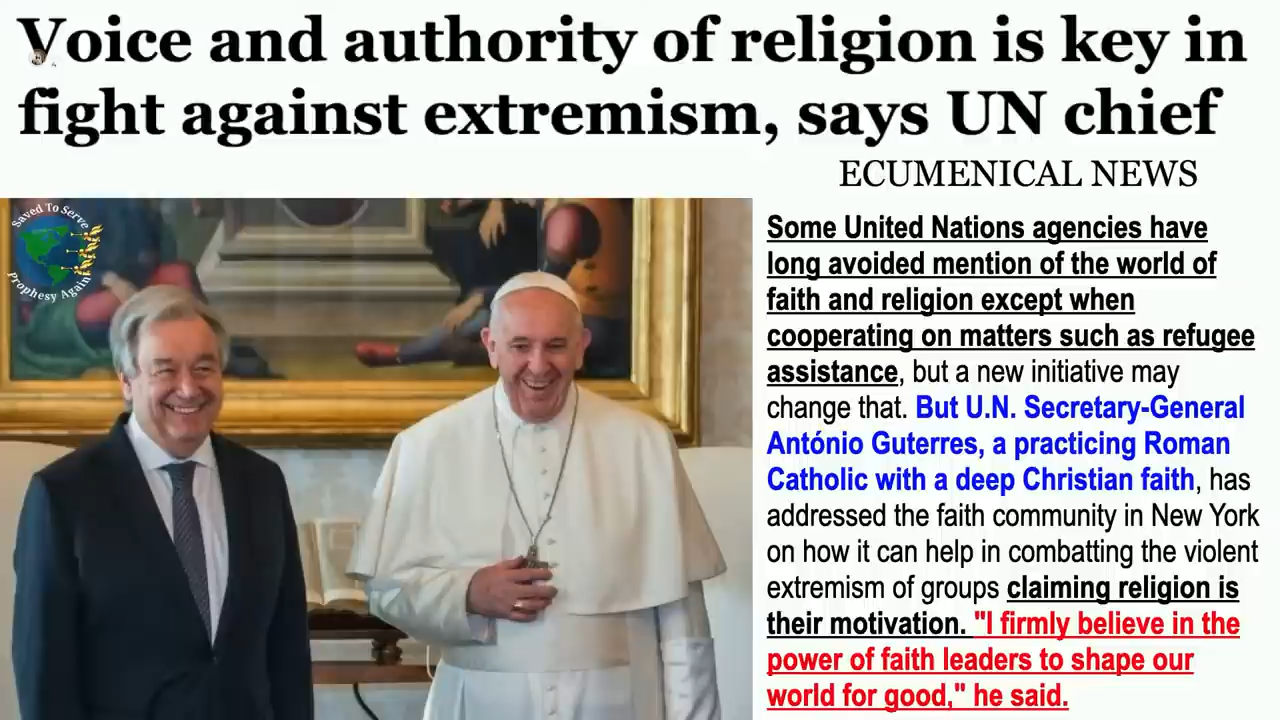 Voice and authority of religion is key in
fight against extremism, says UN chief
ECUMENICAL NEWS
Saved To Serve
Prophesy Again
Some United Nations agencies have
long avoided mention of the world of
faith and religion except when
cooperating on matters such as refugee
assistance, but a new initiative may
change that. But U.N. Secretary-General
António Guterres, a practicing Roman
Catholic with a deep Christian faith, has
addressed the faith community in New York
on how it can help in combatting the violent
extremism of groups claiming religion is
their motivation. "I firmly believe in the
power of faith leaders to shape our
world for good," he said.